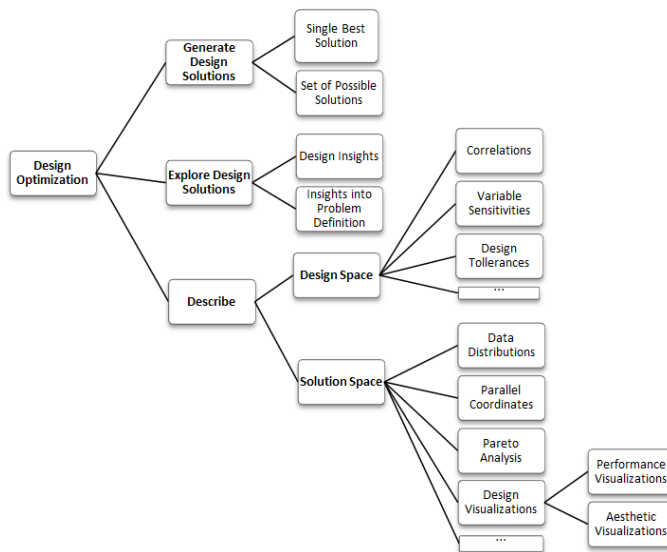 Design
Optimization
Generate
Design
Solutions
Single Best
Solution
Set of Possible
Solutions
Explore Design
Solutions
Design Insights
Insights into
Problem
Definition
Describe
Design Space
Correlations
Variable
Sensitivities
Design
Tollerances
...
Solution Space
Data
Distributions
Parallel
Coordinates
Pareto
Analysis
Design
Visualizations
Performance
Visualizations
Aesthetic
Visualizations
...